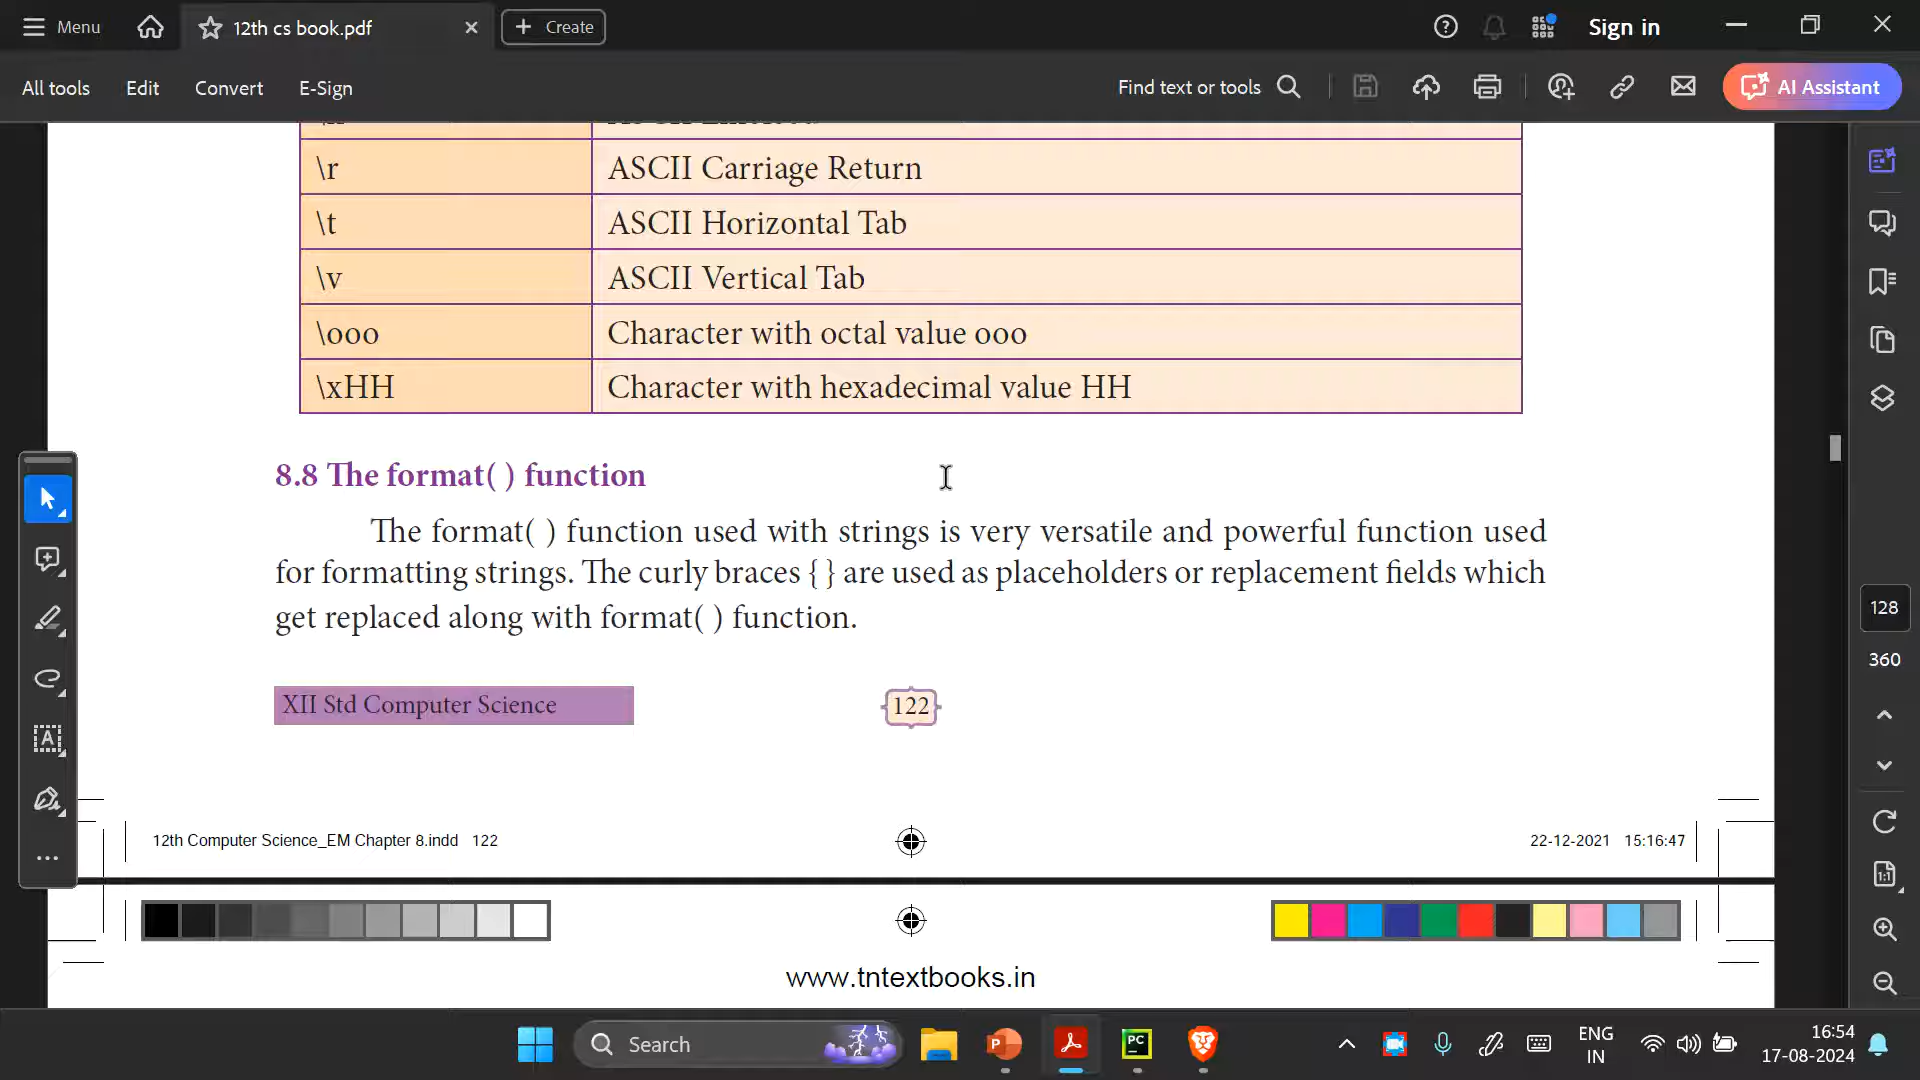 Menu
12th cs book.pdf
Create
Sign in
All tools
Edit
Convert
E-Sign
Find text or tools
AI Assistant
\r ASCII Carriage Return
\t ASCII Horizontal Tab
\v ASCII Vertical Tab
\ooo Character with octal value ooo
\xHH Character with hexadecimal value HH
8.8 The format( ) function
The format( ) function used with strings is very versatile and powerful function used
for formatting strings. The curly braces { } are used as placeholders or replacement fields which
get replaced along with format( ) function.
XII Std Computer Science
122
12th Computer Science_EM Chapter 8.indd 122
22-12-2021 15:16:47
www.tntextbooks.in
128
360
1:1
Search
P
PC
ENG
IN
16:54
17-08-2024